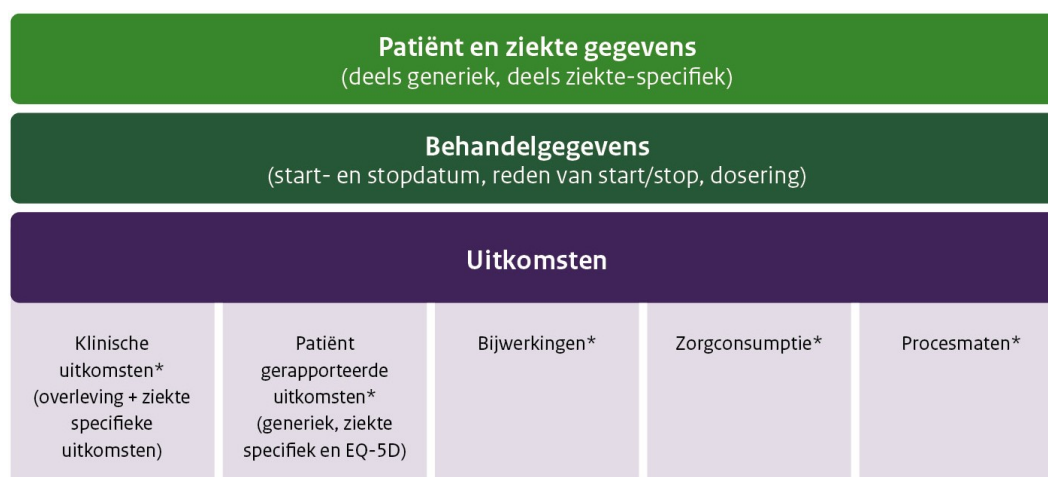 Patiënt en ziekte gegevens
(deels generiek, deels ziekte-specifiek)
Behandelgegevens
(start- en stopdatum, reden van start/stop, dosering)
Uitkomsten
Klinische
uitkomsten*
(overleving + ziekte
specifieke
uitkomsten)
Patiënt
gerapporteerde
uitkomsten*
(generiek, ziekte
specifiek en EQ-5D)
Bijwerkingen*
Zorgconsumptie*
Procesmaten*